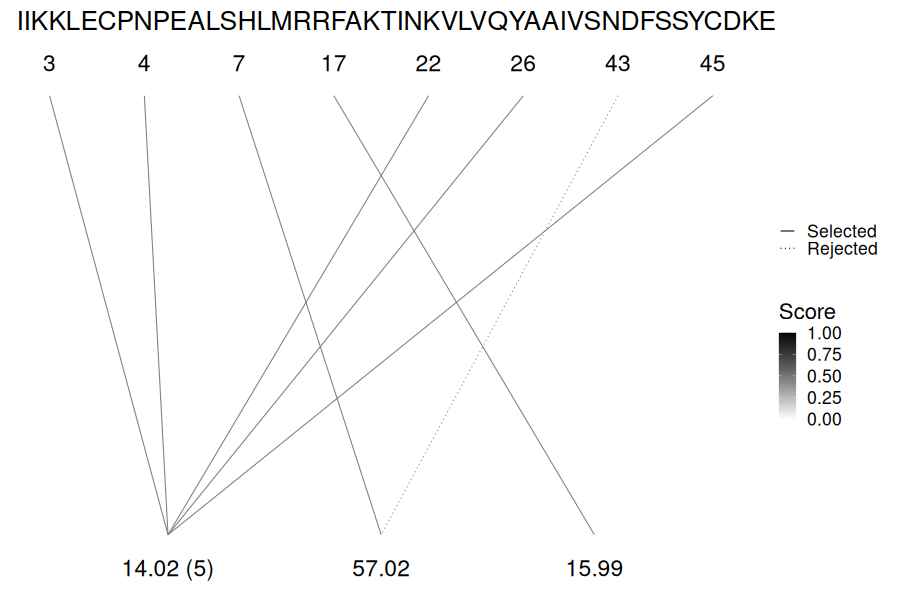 IIKKLECPNPEALSHLMRRFAKTINKVLVQYAAIVSNDFSSYCDKE
3 4 7 17 22 26 43 45
Selected
Rejected
Score
1.00
0.75
0.50
0.25
0.00
14.02 (5) 57.02 15.99